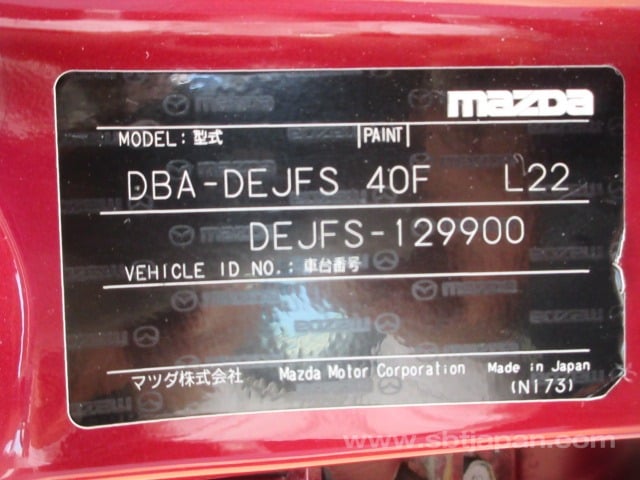 mazda
MODEL: 型式 PAINT
DBA-DEJFS 40F L22
DEJFS-129900
VEHICLE ID NO.: 車台番号
マツダ株式会社 Mazda Motor Corporation Made in Japan
(N173)
www.sbtjapan.com